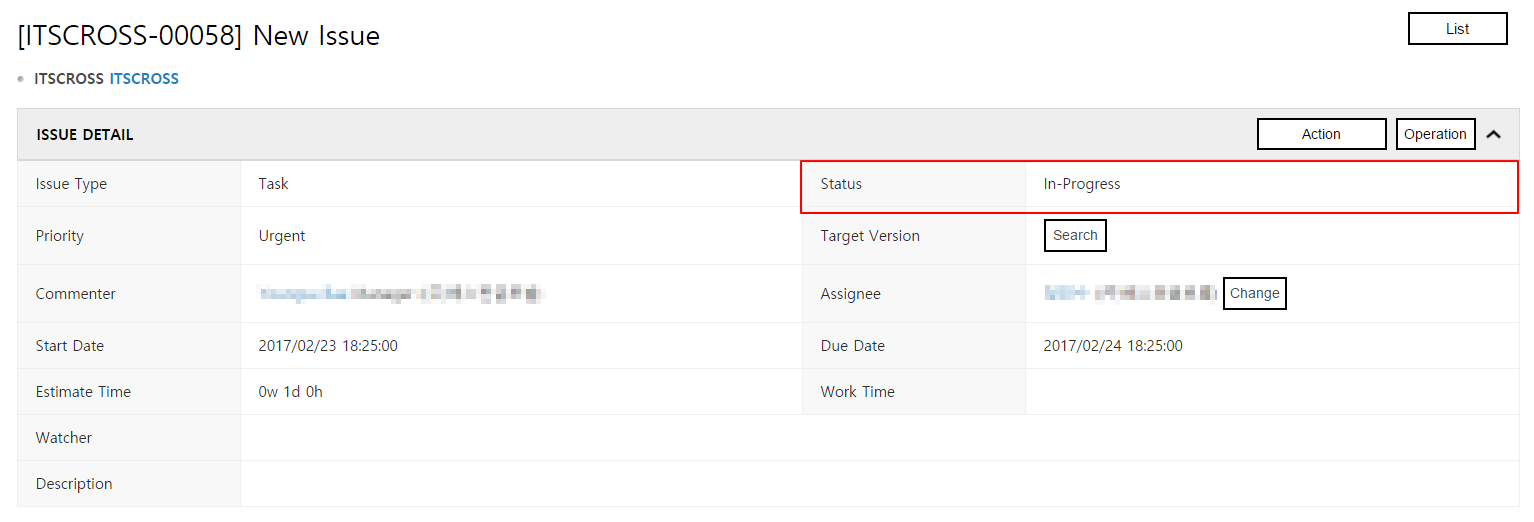 [ITSCROSS-00058] New Issue
List
ITSCROSS ITSCROSS
ISSUE DETAIL
Action
Operation
Issue Type
Task
Status
In-Progress
Priority
Urgent
Target Version
Search
Commenter
Assignee
Change
Start Date
2017/02/23 18:25:00
Due Date
2017/02/24 18:25:00
Estimate Time
0w 1d 0h
Work Time
Watcher
Description